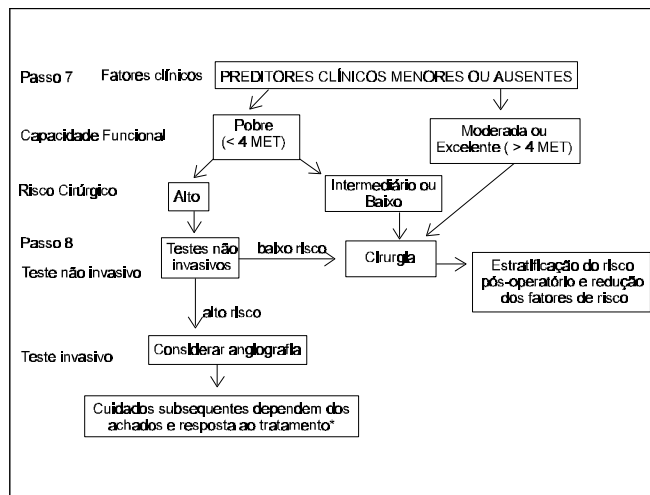 Passo 7 Fatores clínicos PREDITORES CLÍNICOS MENORES OU AUSENTES
Capacidade Funcional
Pobre
(< 4 MET)
Moderada ou
Excelente ( > 4 MET)
Risco Cirúrgico
Alto
Intermediário ou
Baixo
Passo 8
Teste não invasivo
Testes não
invasivos
baixo risco
Cirurgia
Estratificação do risco
pós-operatório e redução
dos fatores de risco
alto risco
Teste invasivo
Considerar angiografia
Cuidados subsequentes dependem dos
achados e resposta ao tratamento*